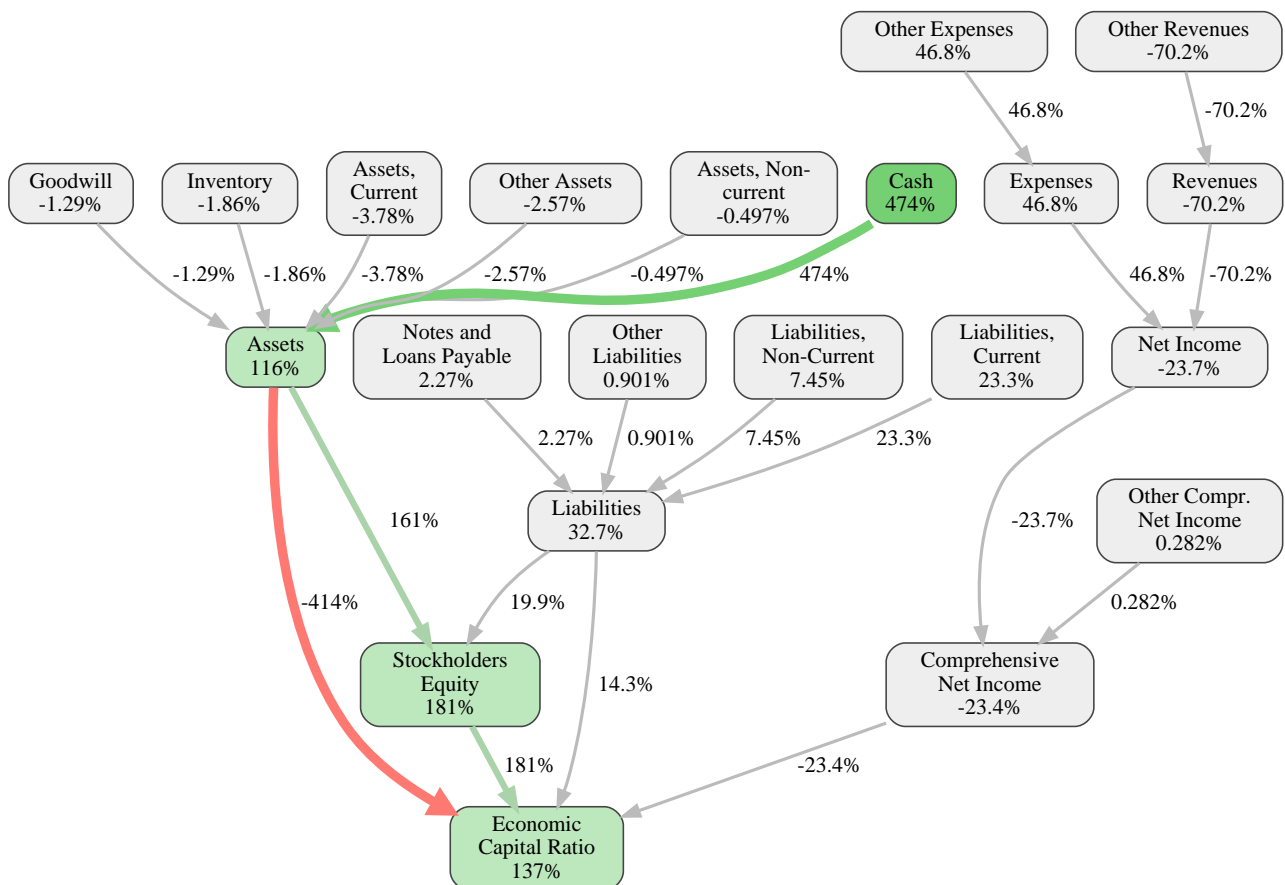 Other Expenses
46.8%
Other Revenues
-70.2%
46.8%
-70.2%
Goodwill
-1.29%
Inventory
-1.86%
Assets,
Current
-3.78%
Other Assets
-2.57%
Assets, Non-
current
-0.497%
Cash
474%
Expenses
46.8%
Revenues
-70.2%
-1.29%
-1.86%
-3.78%
-2.57%
-0.497%
474%
46.8%
-70.2%
Assets
116%
Notes and
Loans Payable
2.27%
Other
Liabilities
0.901%
Liabilities,
Non-Current
7.45%
Liabilities,
Current
23.3%
Net Income
-23.7%
2.27%
0.901%
7.45%
23.3%
161%
Liabilities
32.7%
-23.7%
Other Compr.
Net Income
0.282%
-414%
19.9%
14.3%
0.282%
Stockholders
Equity
181%
Comprehensive
Net Income
-23.4%
181%
-23.4%
Economic
Capital Ratio
137%